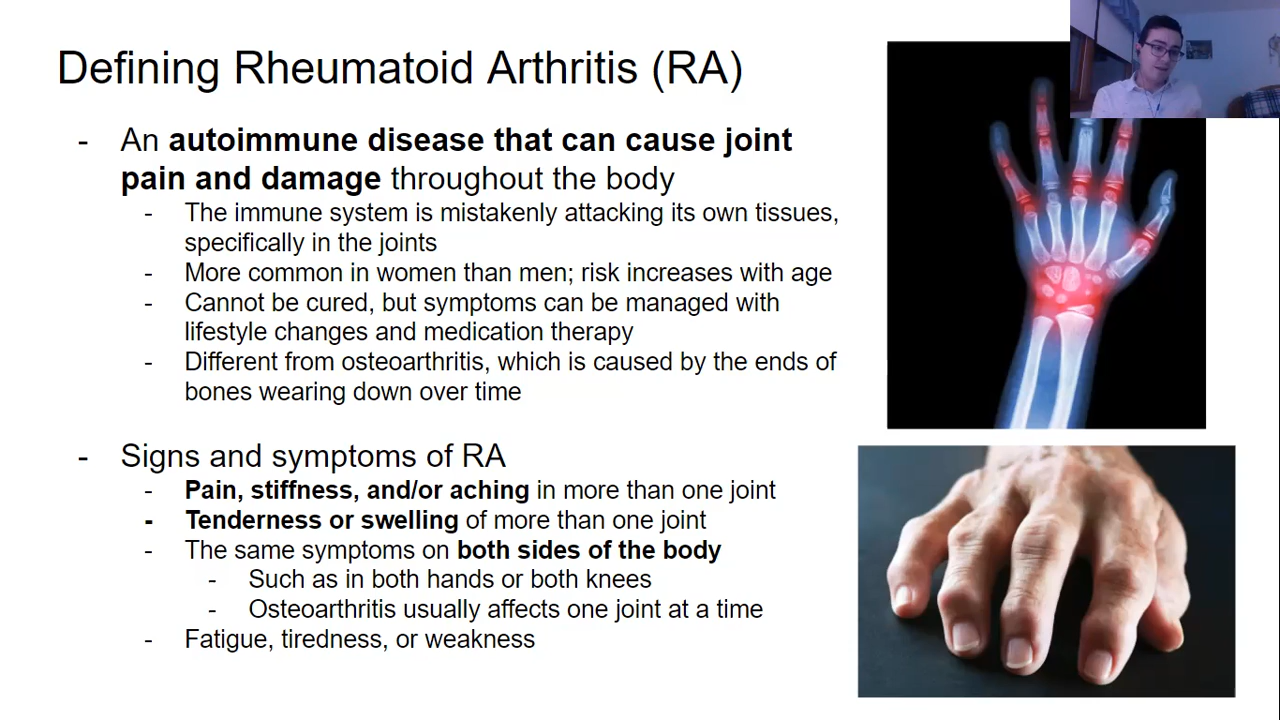 Defining Rheumatoid Arthritis (RA)
- An autoimmune disease that can cause joint
pain and damage throughout the body
- The immune system is mistakenly attacking its own tissues,
specifically in the joints
- More common in women than men; risk increases with age
- Cannot be cured, but symptoms can be managed with
lifestyle changes and medication therapy
- Different from osteoarthritis, which is caused by the ends of
bones wearing down over time
- Signs and symptoms of RA
- Pain, stiffness, and/or aching in more than one joint
- Tenderness or swelling of more than one joint
- The same symptoms on both sides of the body
- Such as in both hands or both knees
- Osteoarthritis usually affects one joint at a time
- Fatigue, tiredness, or weakness